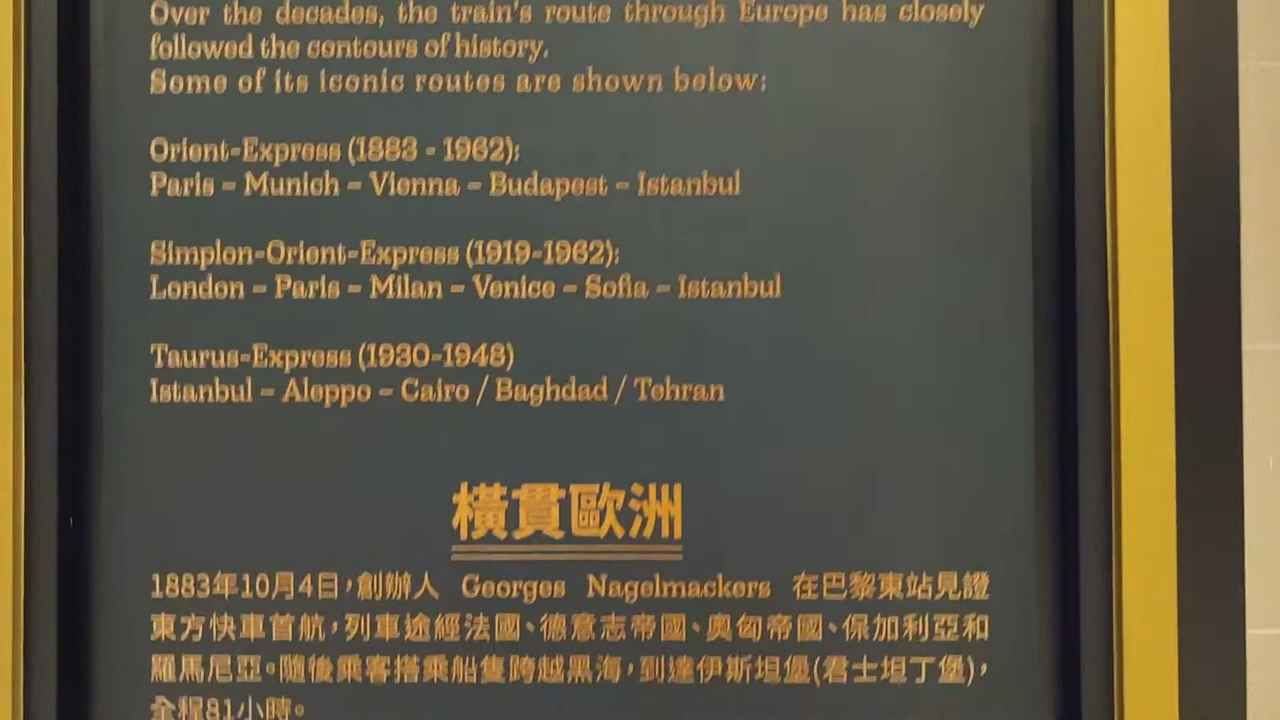 Over the decades, the train's route through Europe has closely
followed the contours of history.
Some of its iconic routes are shown below:
Orient-Express (1883 - 1962):
Paris - Munich - Vienna - Budapest - Istanbul
Simplon-Orient-Express (1919-1962):
London - Paris - Milan - Venice - Sofia - Istanbul
Taurus-Express (1930-1948)
Istanbul - Aleppo - Cairo / Baghdad / Tehran
橫貫歐洲
1883年10月4日，創辦人 Georges Nagelmackers 在巴黎東站見證
東方快車首航，列車途經法國、德意志帝國、奧匈帝國、保加利亞和
羅馬尼亞。隨後乘客搭乘船隻跨越黑海，到達伊斯坦堡(君士坦丁堡)，
全程81小時。